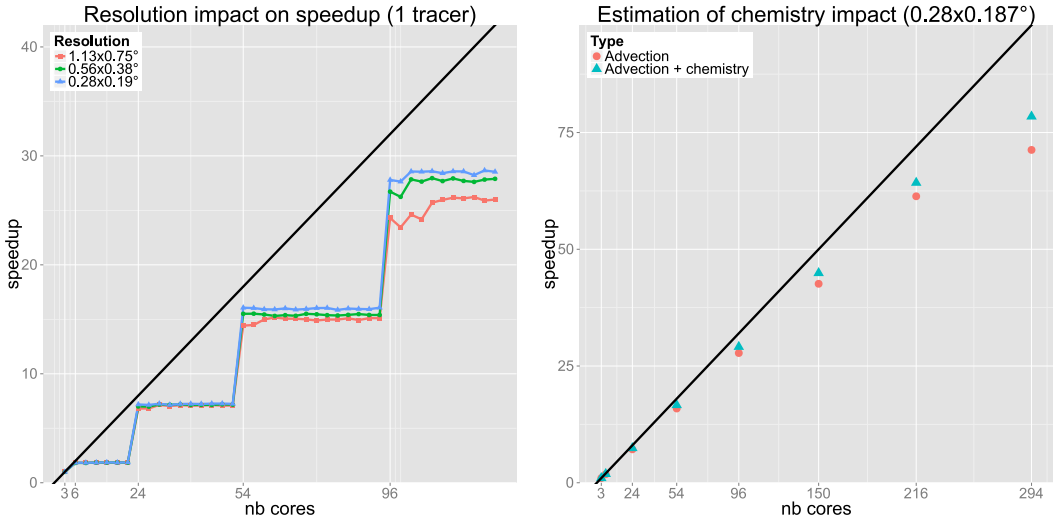 Resolution impact on speedup (1 tracer)
Resolution
1.13x0.75°
0.56x0.38°
0.28x0.19°
40
30
20
10
0
speedup
3 6 24 54 96
nb cores
Estimation of chemistry impact (0.28x0.187°)
Type
Advection
Advection + chemistry
75
50
25
0
speedup
3 24 54 96 150 216 294
nb cores